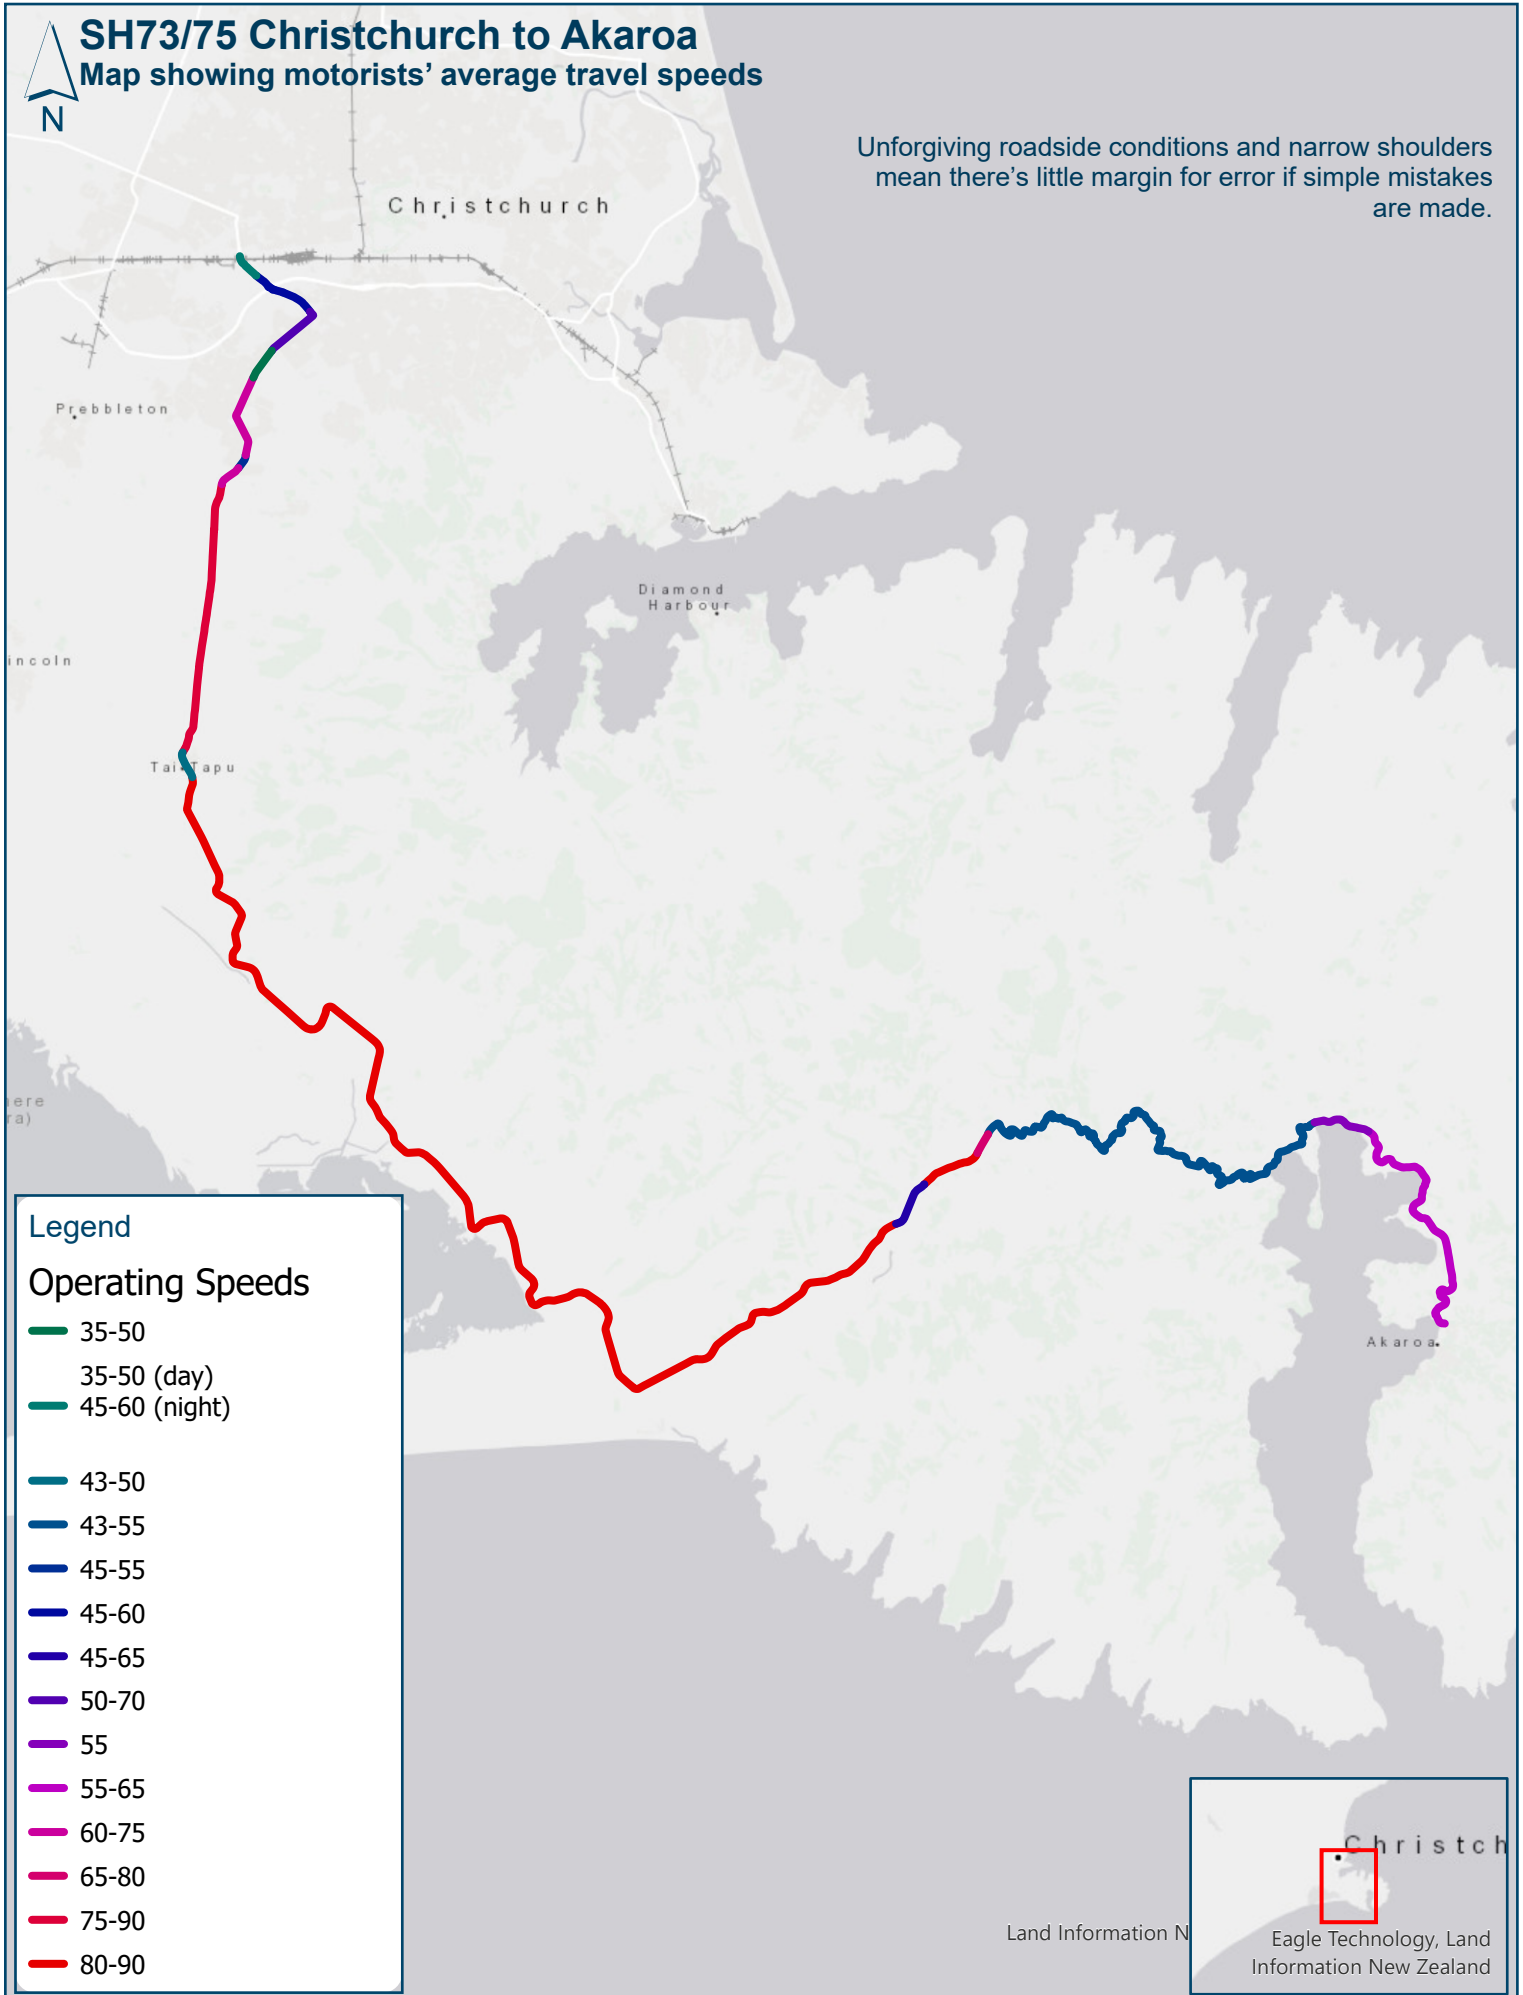 SH73/75 Christchurch to Akaroa
Map showing motorists' average travel speeds
N
Unforgiving roadside conditions and narrow shoulders
mean there's little margin for error if simple mistakes
are made.
Christchurch
Prebbleton
Diamond
Harbour
incoln
Tai Tapu
ere
ra)
Akaroa
Legend
Operating Speeds
35-50
35-50 (day)
45-60 (night)
43-50
43-55
45-55
45-60
45-65
50-70
55
55-65
60-75
65-80
75-90
80-90
Christch
Land Information N
Eagle Technology, Land
Information New Zealand